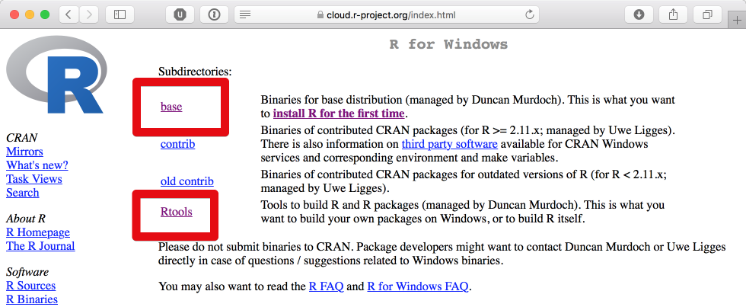 cloud.r-project.org/index.html
R
R for Windows
Subdirectories:
base
Binaries for base distribution (managed by Duncan Murdoch). This is what you want
to install R for the first time.
contrib
Binaries of contributed CRAN packages (for R >= 2.11.x; managed by Uwe Ligges).
There is also information on third party software available for CRAN Windows
services and corresponding environment and make variables.
old contrib
Binaries of contributed CRAN packages for outdated versions of R (for R < 2.11.x;
managed by Uwe Ligges).
Rtools
Tools to build R and R packages (managed by Duncan Murdoch). This is what you
want to build your own packages on Windows, or to build R itself.
Please do not submit binaries to CRAN. Package developers might want to contact Duncan Murdoch or Uwe Ligges
directly in case of questions / suggestions related to Windows binaries.
You may also want to read the R FAQ and R for Windows FAQ.
CRAN
Mirrors
What's new?
Task Views
Search
About R
R Homepage
The R Journal
Software
R Sources
R Binaries